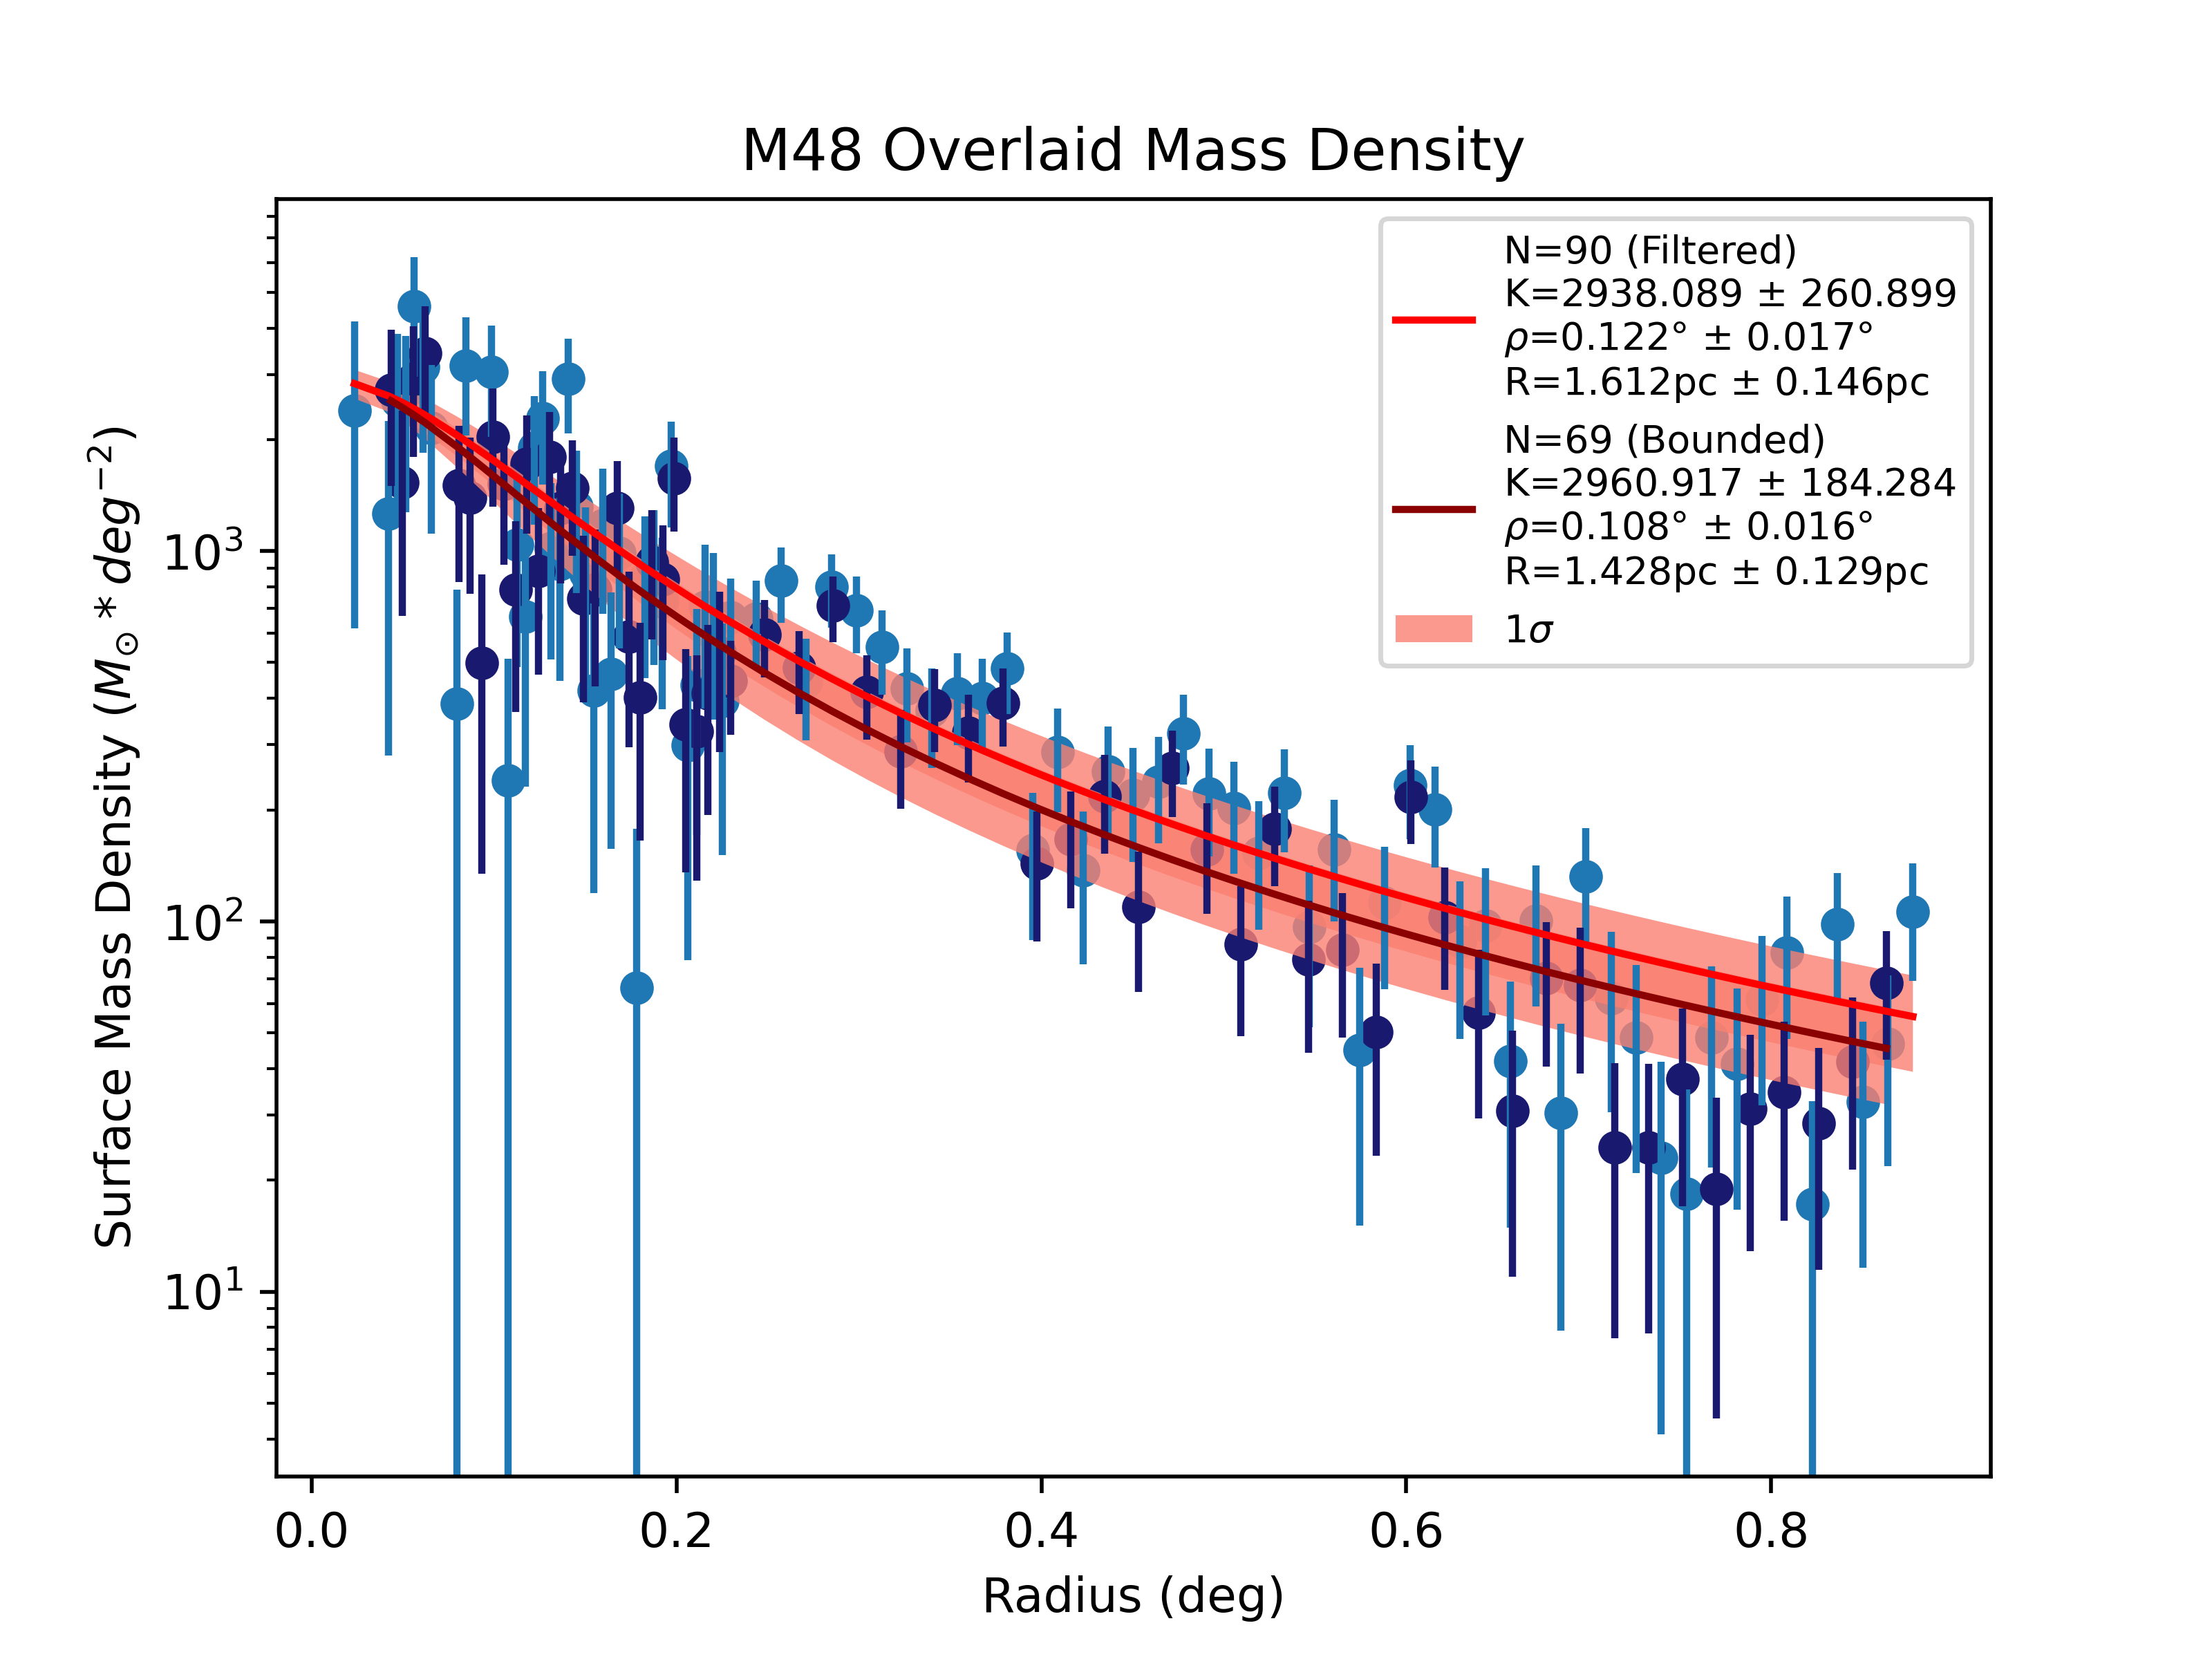 M48 Overlaid Mass Density
N=90 (Filtered)
K=2938.089 ± 260.899
ρ=0.122° ± 0.017°
R=1.612pc ± 0.146pc
N=69 (Bounded)
K=2960.917 ± 184.284
ρ=0.108° ± 0.016°
R=1.428pc ± 0.129pc
1σ
Surface Mass Density (M☉ * deg⁻²)
10³
10²
10¹
0.0 0.2 0.4 0.6 0.8
Radius (deg)